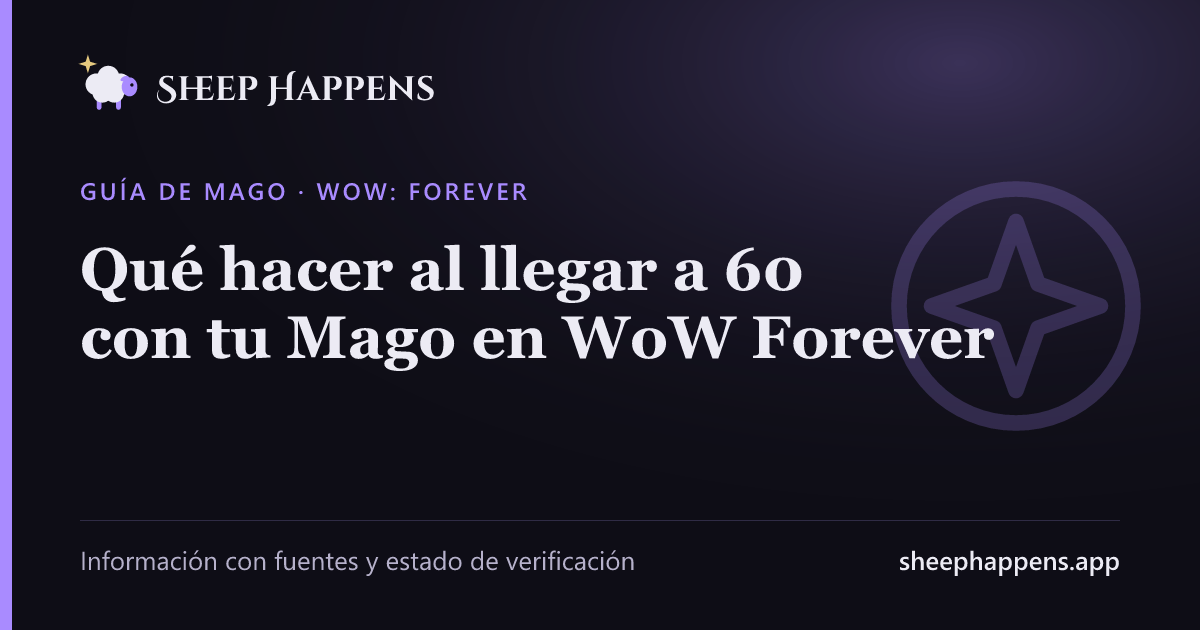 Sheep Happens
GUÍA DE MAGO · WOW: FOREVER
Qué hacer al llegar a 60
con tu Mago en WoW Forever
Información con fuentes y estado de verificación
sheephappens.app